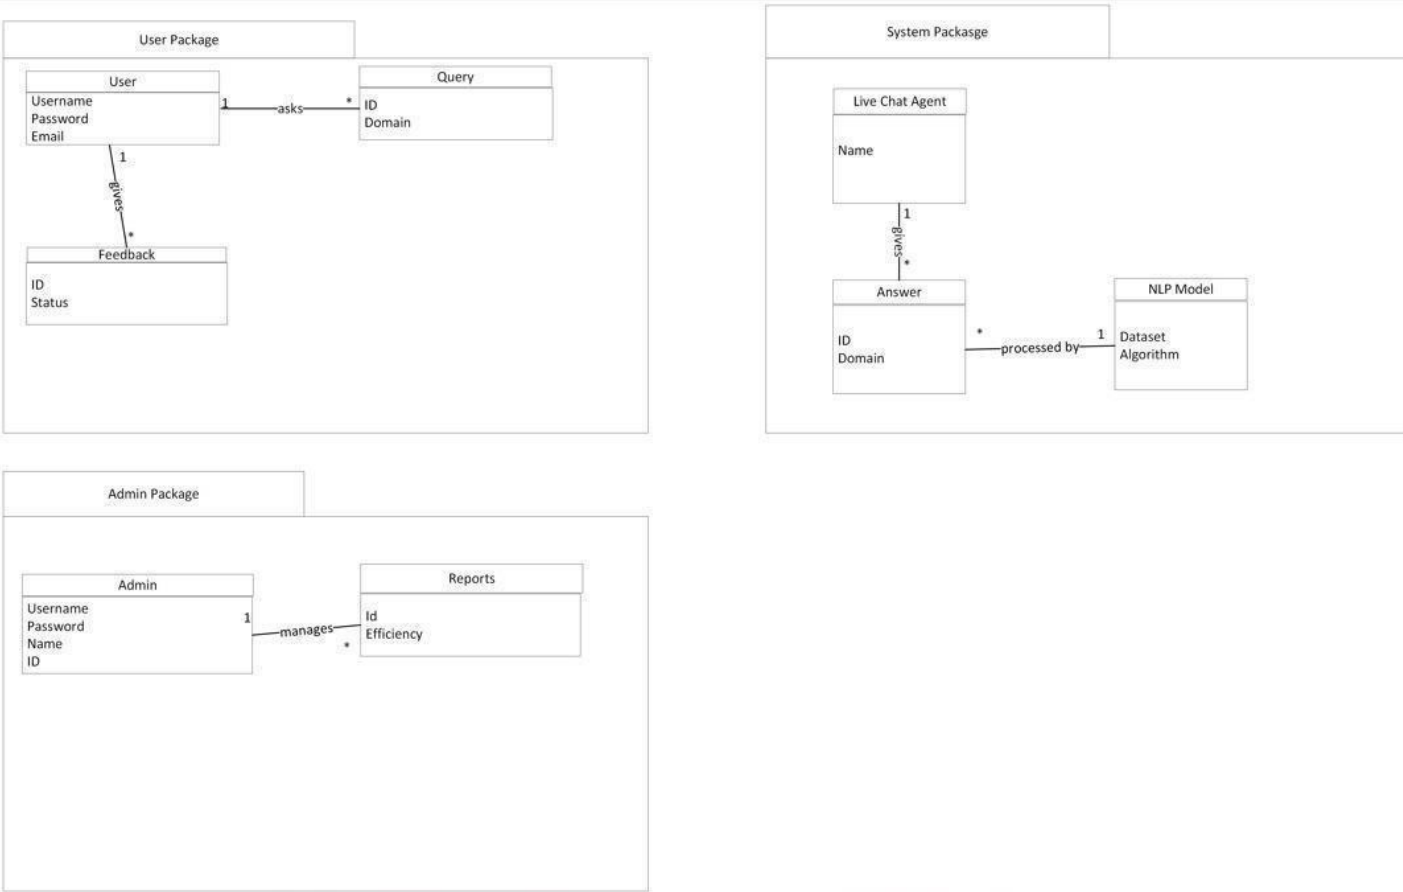 User Package
User
Username
Password
Email
1
asks
*
Query
ID
Domain
1
gives
*
Feedback
ID
Status
System Packasge
Live Chat Agent
Name
1
gives
*
Answer
ID
Domain
*
processed by
1
NLP Model
Dataset
Algorithm
Admin Package
Admin
Username
Password
Name
ID
1
manages
*
Reports
Id
Efficiency